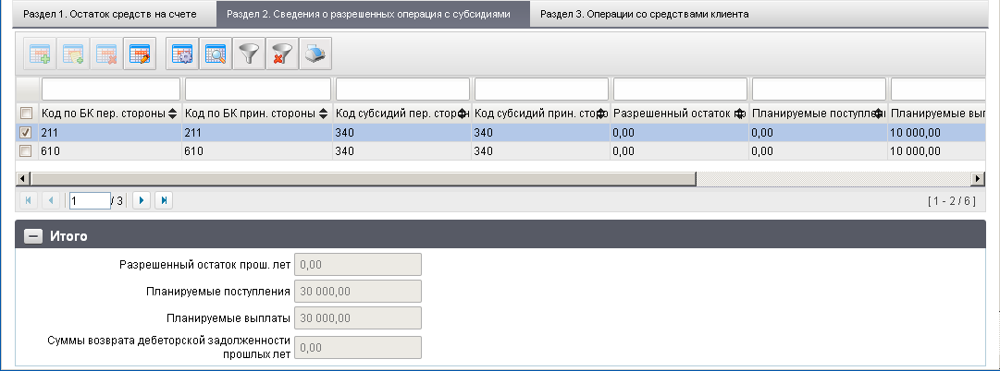 Раздел 1. Остаток средств на счете Раздел 2. Сведения о разрешенных операция с субсидиями Раздел 3. Операции со средствами клиента
Код по БК пер. стороны Код по БК прин. стороны Код субсидий пер. стор Код субсидий прин. сторо Разрешенный остаток Планируемые поступле Планируемые вып
211 211 340 340 0,00 0,00 10 000,00
610 610 340 340 0,00 0,00 10 000,00
1 / 3 [ 1 - 2 / 6 ]
Итого
Разрешенный остаток прош. лет 0,00
Планируемые поступления 30 000,00
Планируемые выплаты 30 000,00
Суммы возврата дебеторской задолженности
прошлых лет 0,00